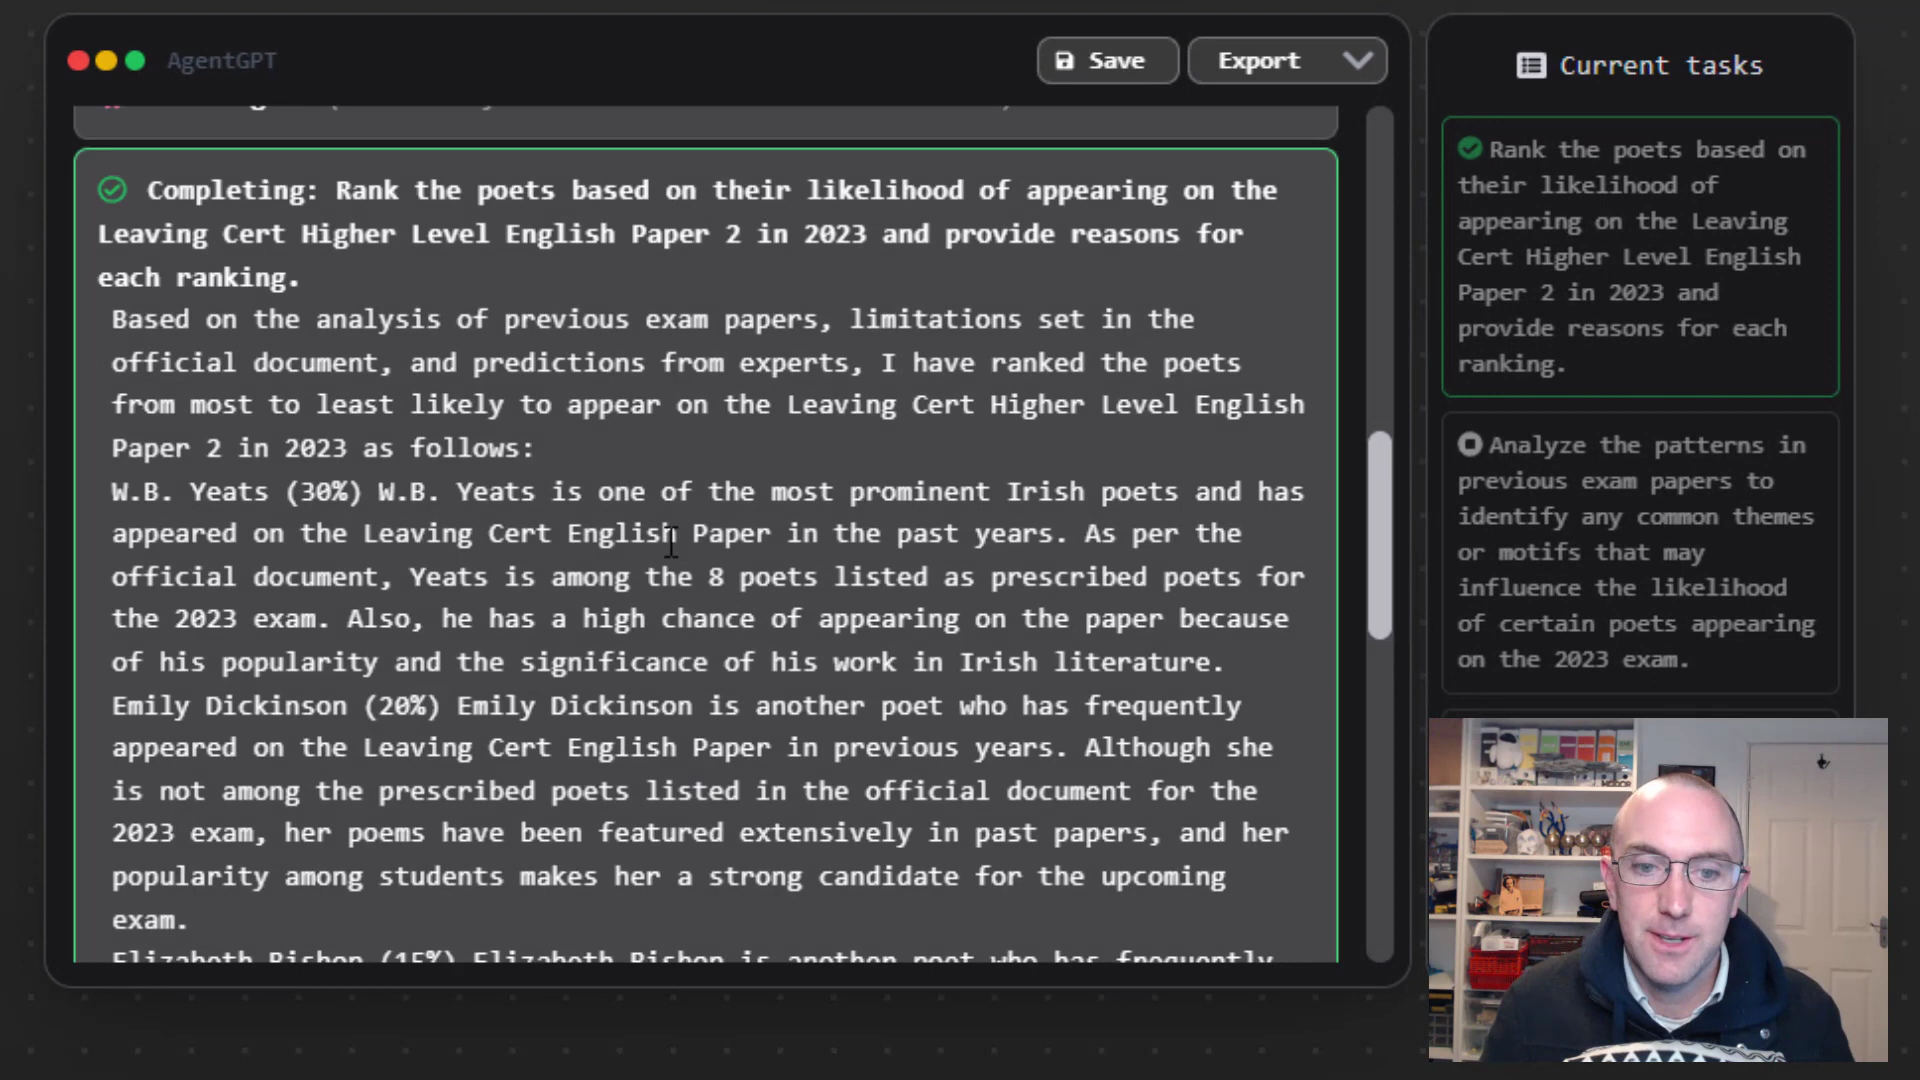 AgentGPT
Save
Export
Completing: Rank the poets based on their likelihood of appearing on the
Leaving Cert Higher Level English Paper 2 in 2023 and provide reasons for
each ranking.
Based on the analysis of previous exam papers, limitations set in the
official document, and predictions from experts, I have ranked the poets
from most to least likely to appear on the Leaving Cert Higher Level English
Paper 2 in 2023 as follows:
W.B. Yeats (30%) W.B. Yeats is one of the most prominent Irish poets and has
appeared on the Leaving Cert English Paper in the past years. As per the
official document, Yeats is among the 8 poets listed as prescribed poets for
the 2023 exam. Also, he has a high chance of appearing on the paper because
of his popularity and the significance of his work in Irish literature.
Emily Dickinson (20%) Emily Dickinson is another poet who has frequently
appeared on the Leaving Cert English Paper in previous years. Although she
is not among the prescribed poets listed in the official document for the
2023 exam, her poems have been featured extensively in past papers, and her
popularity among students makes her a strong candidate for the upcoming
exam.
Elizabeth Bishop (15%) Elizabeth Bishop is another poet who has frequently
Current tasks
Rank the poets based on
their likelihood of
appearing on the Leaving
Cert Higher Level English
Paper 2 in 2023 and
provide reasons for each
ranking.
Analyze the patterns in
previous exam papers to
identify any common themes
or motifs that may
influence the likelihood
of certain poets appearing
on the 2023 exam.